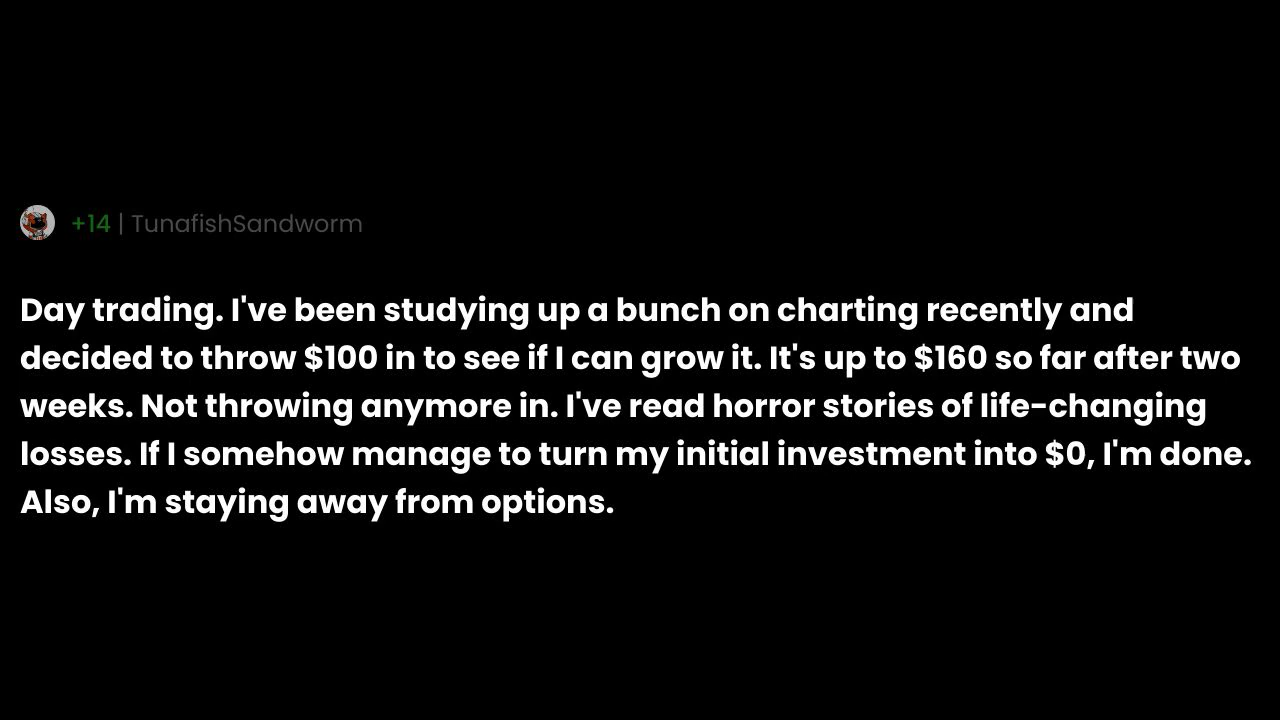 +14 | TunafishSandworm
Day trading. I've been studying up a bunch on charting recently and
decided to throw $100 in to see if I can grow it. It's up to $160 so far after two
weeks. Not throwing anymore in. I've read horror stories of life-changing
losses. If I somehow manage to turn my initial investment into $0, I'm done.
Also, I'm staying away from options.